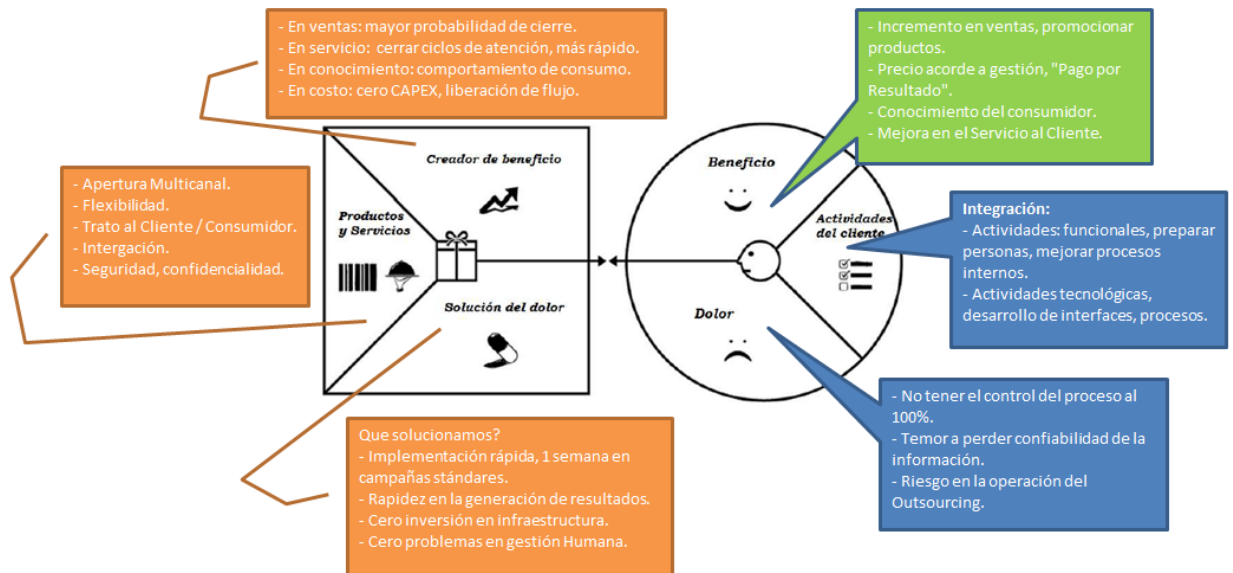 - En ventas: mayor probabilidad de cierre.
- En servicio: cerrar ciclos de atención, más rápido.
- En conocimiento: comportamiento de consumo.
- En costo: cero CAPEX, liberación de flujo.
- Incremento en ventas, promocionar
productos.
- Precio acorde a gestión, "Pago por
Resultado".
- Conocimiento del consumidor.
- Mejora en el Servicio al Cliente.
- Apertura Multicanal.
- Flexibilidad.
- Trato al Cliente / Consumidor.
- Intergación.
- Seguridad, confidencialidad.
Creador de beneficio
Productos
y Servicios
Solución del dolor
Beneficio
Actividades
del cliente
Dolor
Integración:
- Actividades: funcionales, preparar
personas, mejorar procesos
internos.
- Actividades tecnológicas,
desarrollo de interfaces, procesos.
Que solucionamos?
- Implementación rápida, 1 semana en
campañas stándares.
- Rapidez en la generación de resultados.
- Cero inversión en infraestructura.
- Cero problemas en gestión Humana.
- No tener el control del proceso al
100%.
- Temor a perder confiabilidad de la
información.
- Riesgo en la operación del
Outsourcing.